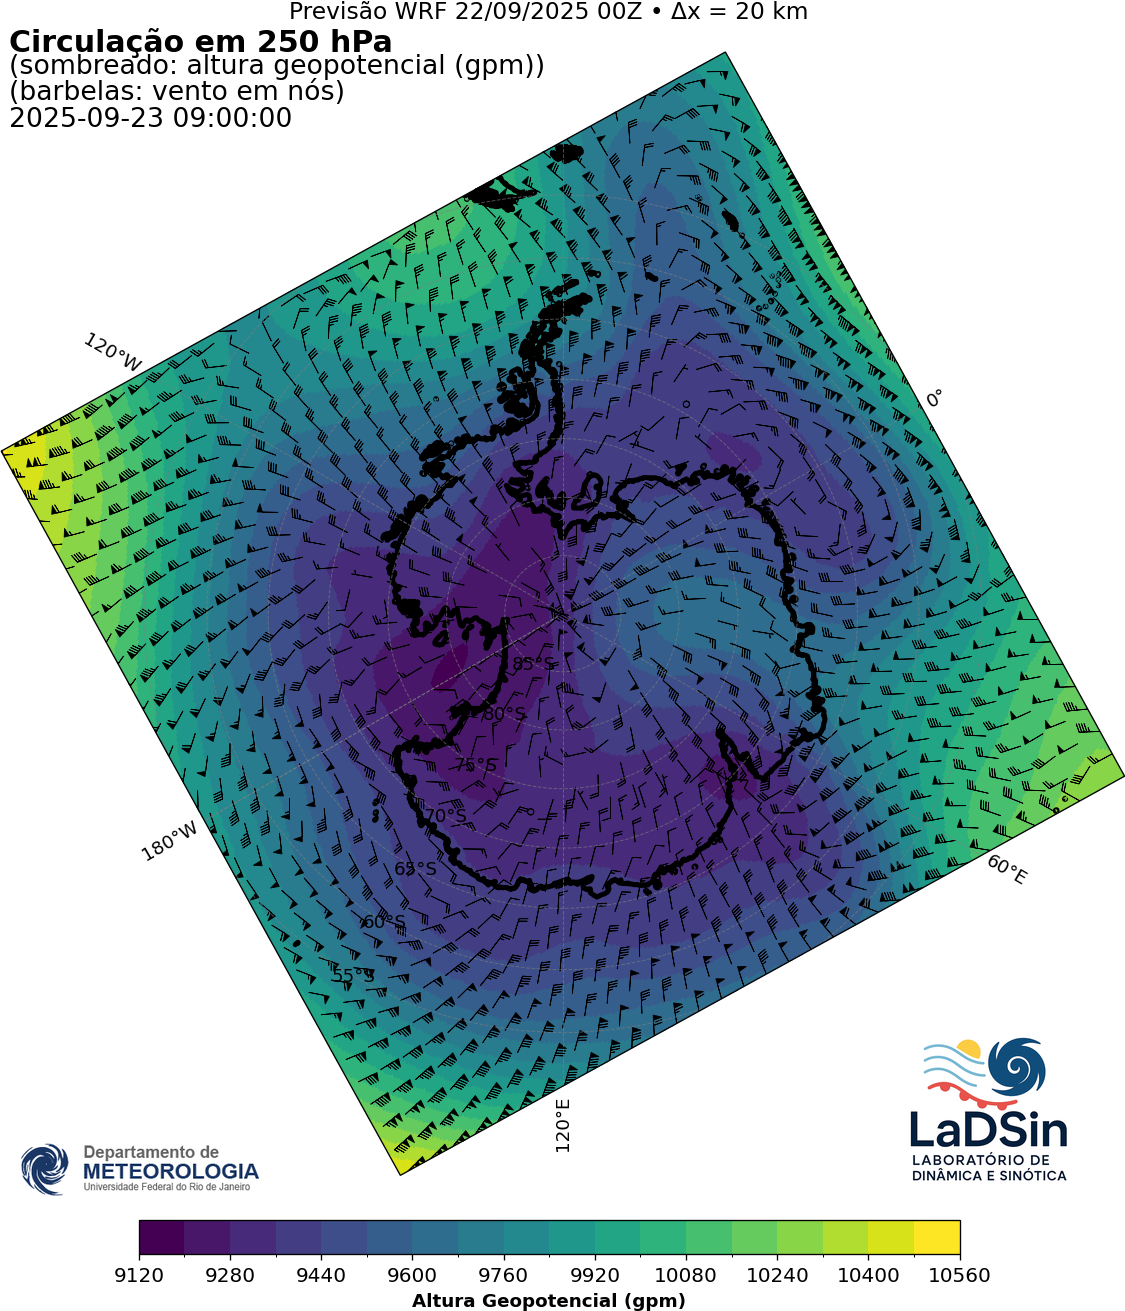 Previsão WRF 22/09/2025 00Z • Δx = 20 km
Circulação em 250 hPa
(sombreado: altura geopotencial (gpm))
(barbelas: vento em nós)
2025-09-23 09:00:00
120°W
0°
85°S
80°S
75°S
70°S
65°S
60°S
55°S
180°W
60°E
120°E
LaDSin
LABORATÓRIO DE
DINÂMICA E SINÓTICA
Departamento de
METEOROLOGIA
Universidade Federal do Rio de Janeiro
9120 9280 9440 9600 9760 9920 10080 10240 10400 10560
Altura Geopotencial (gpm)